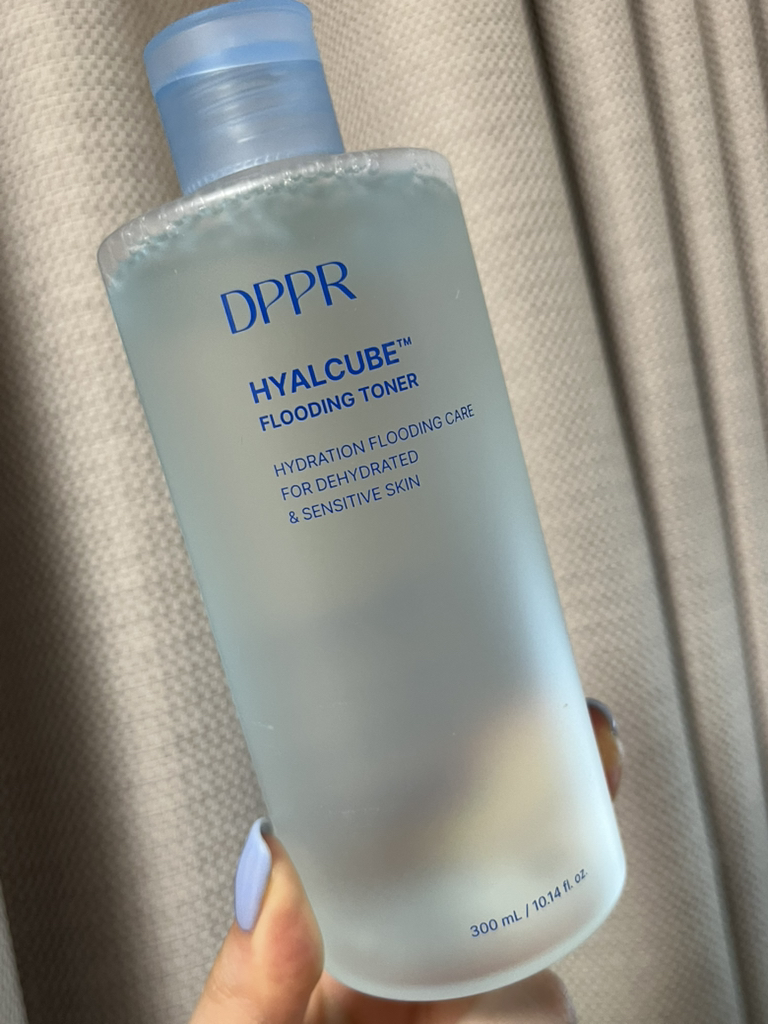 DPPR
HYALCUBE™
FLOODING TONER
HYDRATION FLOODING CARE
FOR DEHYDRATED
& SENSITIVE SKIN
300 mL / 10.14 fl. oz.